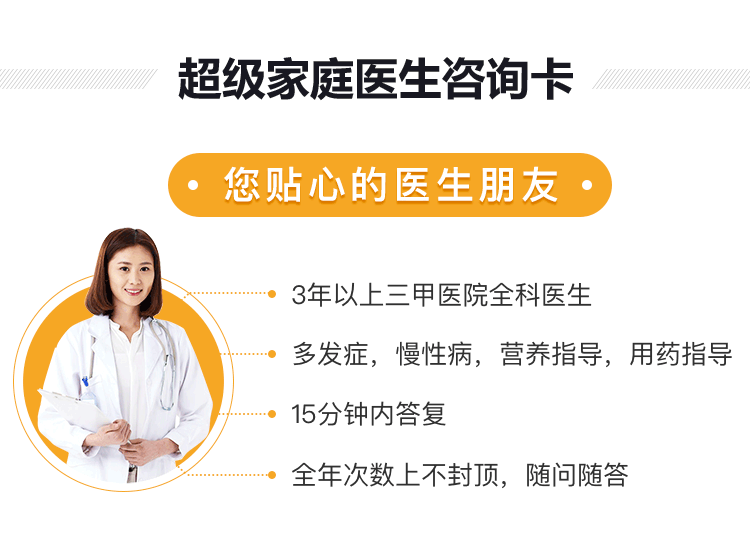 超级家庭医生咨询卡
您贴心的医生朋友
3年以上三甲医院全科医生
多发症，慢性病，营养指导，用药指导
15分钟内答复
全年次数上不封顶，随问随答